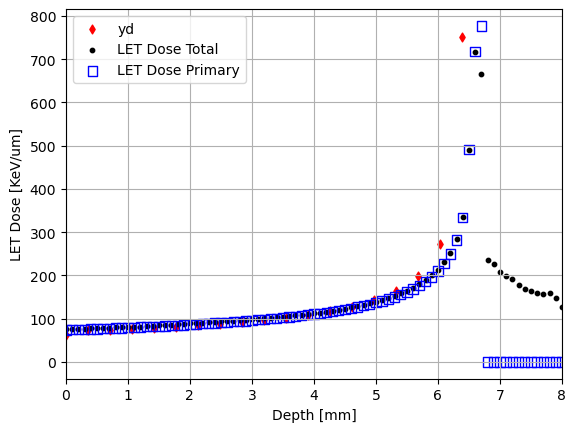 yd
LET Dose Total
LET Dose Primary
800
700
600
500
400
300
200
100
0
LET Dose [KeV/um]
0 1 2 3 4 5 6 7 8
Depth [mm]